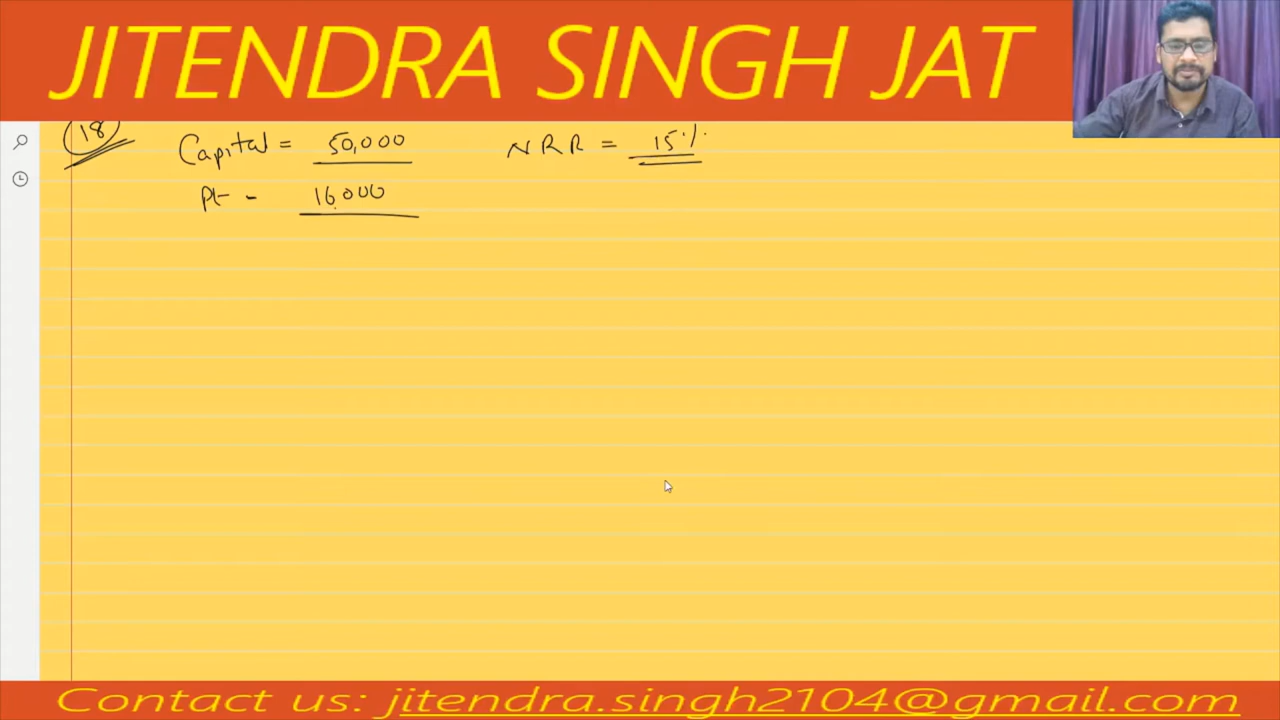 JITENDRA SINGH JAT
18 Capital = 50,000 NRR = 15%
Pt - 16,000
Contact us: jitendra.singh2104@gmail.com